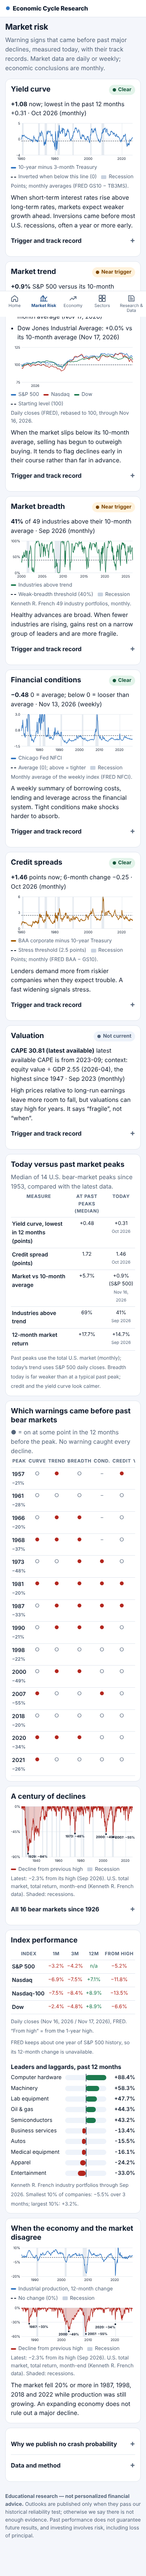 Economic Cycle Research
Market risk
Warning signs that came before past major
declines, measured today, with their track
records. Market data are daily or weekly;
economic conclusions are monthly.
Yield curve
Clear
+1.08 now; lowest in the past 12 months
+0.31 · Oct 2026 (monthly)
10-year minus 3-month Treasury
Inverted when below this line (0) Recession
Points; monthly averages (FRED GS10 − TB3MS).
When short-term interest rates rise above
long-term rates, markets expect weaker
growth ahead. Inversions came before most
U.S. recessions, often a year or more early.
Trigger and track record +
Market trend
Near trigger
+0.9% S&P 500 versus its 10-month
Home
Market Risk
Economy
Sectors
Research &
Data
Dow Jones Industrial Average: +0.0% vs
its 10-month average (Nov 17, 2026)
S&P 500 Nasdaq Dow
Starting level (100)
Daily closes (FRED), rebased to 100, through Nov
16, 2026.
When the market slips below its 10-month
average, selling has begun to outweigh
buying. It tends to mark declines early in
their course rather than far in advance.
Trigger and track record +
Market breadth
Near trigger
41% of 49 industries above their 10-month
average · Sep 2026 (monthly)
Industries above trend
Weak-breadth threshold (40%) Recession
Kenneth R. French 49 industry portfolios, monthly.
Healthy advances are broad. When fewer
industries keep rising, gains rest on a narrow
group of leaders and are more fragile.
Trigger and track record +
Financial conditions
Clear
−0.48 0 = average; below 0 = looser than
average · Nov 13, 2026 (weekly)
Chicago Fed NFCI
Average (0); above = tighter Recession
Monthly average of the weekly index (FRED NFCI).
A weekly summary of borrowing costs,
lending and leverage across the financial
system. Tight conditions make shocks
harder to absorb.
Trigger and track record +
Credit spreads
Clear
+1.46 points now; 6-month change −0.25 ·
Oct 2026 (monthly)
BAA corporate minus 10-year Treasury
Stress threshold (2.5 points) Recession
Points; monthly (FRED BAA − GS10).
Lenders demand more from riskier
companies when they expect trouble. A
fast widening signals stress.
Trigger and track record +
Valuation
Not current
CAPE 30.81 (latest available) latest
available CAPE is from 2023-09; context:
equity value ÷ GDP 2.55 (2026-04), the
highest since 1947 · Sep 2023 (monthly)
High prices relative to long-run earnings
leave more room to fall, but valuations can
stay high for years. It says “fragile”, not
“when”.
Trigger and track record +
Today versus past market peaks
Median of 14 U.S. bear-market peaks since
1953, compared with the latest data.
MEASURE AT PAST PEAKS (MEDIAN) TODAY
Yield curve, lowest in 12 months (points) +0.46 +0.31 Oct 2026
Credit spread (points) 1.72 1.46 Oct 2026
Market vs 10-month average +5.7% +0.9% (S&P 500) Nov 16, 2026
Industries above trend 69% 41% Sep 2026
12-month market return +17.7% +14.7% Sep 2026
Past peaks use the total U.S. market (monthly);
today’s trend uses S&P 500 daily closes. Breadth
is far weaker than at a typical past peak;
credit and the yield curve look calmer.
Which warnings came before past
bear markets
● = on at some point in the 12 months
before the peak. No warning caught every
decline.
PEAK CURVE TREND BREADTH COND. CREDIT
1957
−21%
1961
−28%
1966
−20%
1968
−37%
1973
−48%
1981
−20%
1987
−33%
1990
−21%
1998
−22%
2000
−49%
2007
−55%
2018
−20%
2020
−34%
2021
−26%
A century of declines
Decline from previous high Recession
Latest: −2.3% from its high (Sep 2026). U.S. total
market, total return, month-end (Kenneth R. French
data). Shaded: recessions.
All 16 bear markets since 1926 +
Index performance
INDEX 1M 3M 12M FROM HIGH
S&P 500 −3.2% −4.2% n/a −5.2%
Nasdaq −6.9% −7.5% +7.1% −11.6%
Nasdaq-100 −7.5% −8.4% +8.9% −13.5%
Dow −2.4% −4.8% +8.9% −6.6%
Daily closes (Nov 16, 2026 / Nov 17, 2026), FRED.
“From high” = from the 1-year high.
FRED keeps about one year of S&P 500 history, so
its 12-month change is unavailable.
Leaders and laggards, past 12 months
Computer hardware +88.4%
Machinery +58.3%
Lab equipment +47.7%
Oil & gas +44.3%
Semiconductors +43.2%
Business services −13.4%
Autos −15.5%
Medical equipment −16.1%
Apparel −24.2%
Entertainment −33.0%
Kenneth R. French industry portfolios through Sep
2026. Smallest 10% of companies: −5.5% over 3
months; largest 10%: +3.2%.
When the economy and the market
disagree
Industrial production, 12-month change
No change (0%) Recession
Decline from previous high Recession
Latest: −2.3% from its high (Sep 2026). U.S. total
market, total return, month-end (Kenneth R. French
data). Shaded: recessions.
The market fell 20% or more in 1987, 1998,
2018 and 2022 while production was still
growing. An expanding economy does not
rule out a major decline.
Why we publish no crash probability +
Data and method +
Educational research — not personalized financial
advice. Outlooks are published only when they pass our
historical reliability test; otherwise we say there is not
enough evidence. Past performance does not guarantee
future results, and investing involves risk, including loss
of principal.